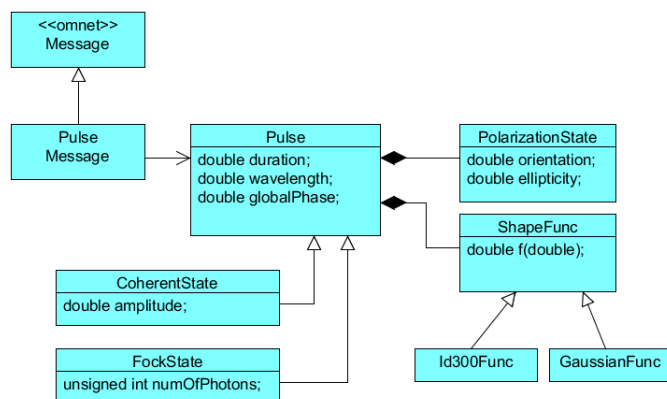 <<omnet>>
Message
Pulse
Message
Pulse
double duration;
double wavelength;
double globalPhase;
PolarizationState
double orientation;
double ellipticity;
ShapeFunc
double f(double);
CoherentState
double amplitude;
FockState
unsigned int numOfPhotons;
Id300Func
GaussianFunc